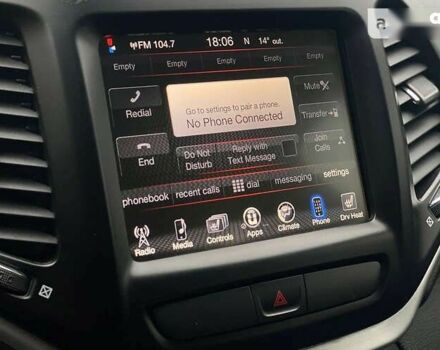 FM 104.7 18:06 N 14° out.
Empty Empty Empty Empty Empty
Redial
Go to settings to pair a phone.
No Phone Connected
Mute
Transfer
End
Do Not Disturb
Reply with Text Message
Join Calls
phonebook recent calls dial messaging settings
Radio Media Controls Apps Climate Phone Drv Heat